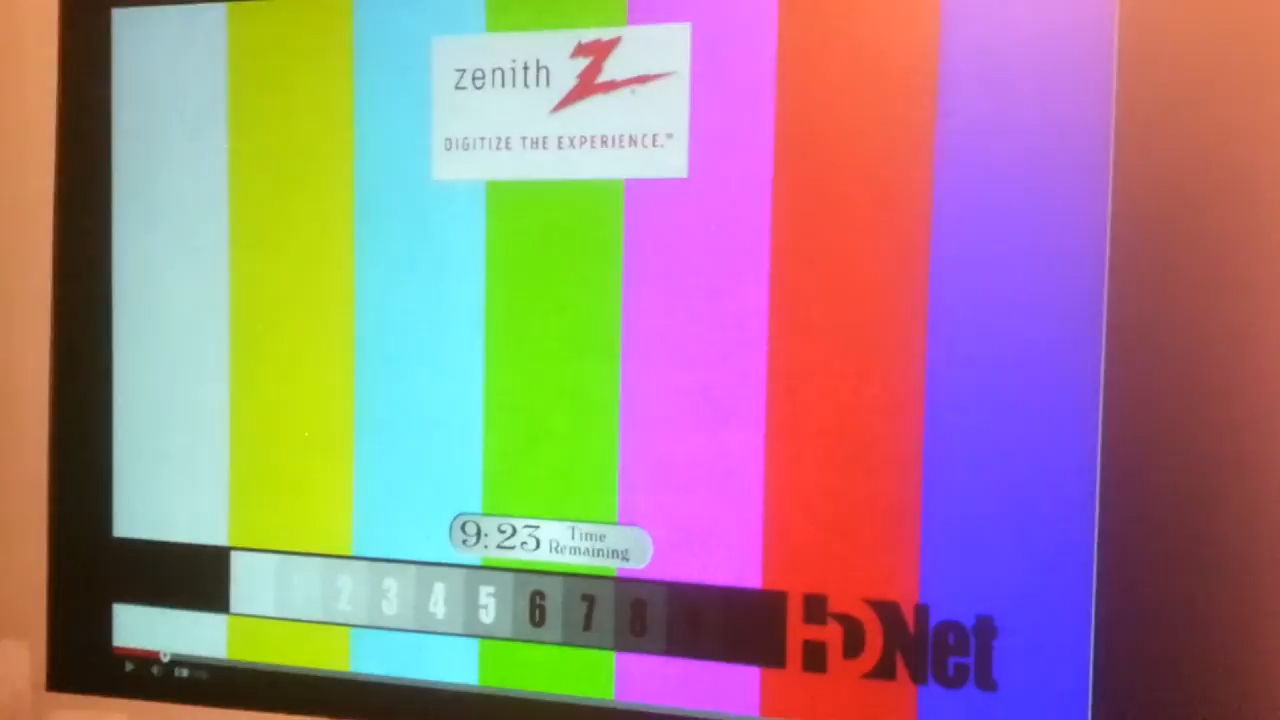 zenith
DIGITIZE THE EXPERIENCE.™
9:23 Time
Remaining
2 3 4 5 6 7 8
HDNet